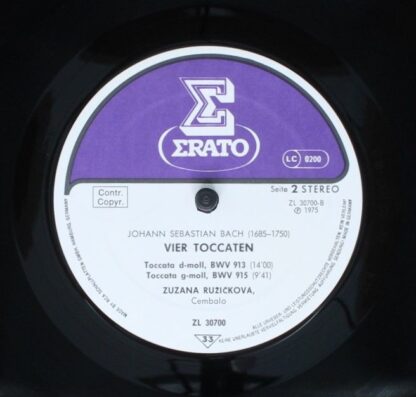 ERATO
LC 0200
Seite 2 STEREO
Contr.
Copyr.
ZL 30700-B
Ⓟ 1975
JOHANN SEBASTIAN BACH (1685-1750)
VIER TOCCATEN
Toccata d-moll, BWV 913 (14'00)
Toccata g-moll, BWV 915 (9'41)
ZUZANA RUZICKOVA,
Cembalo
ZL 30700
33